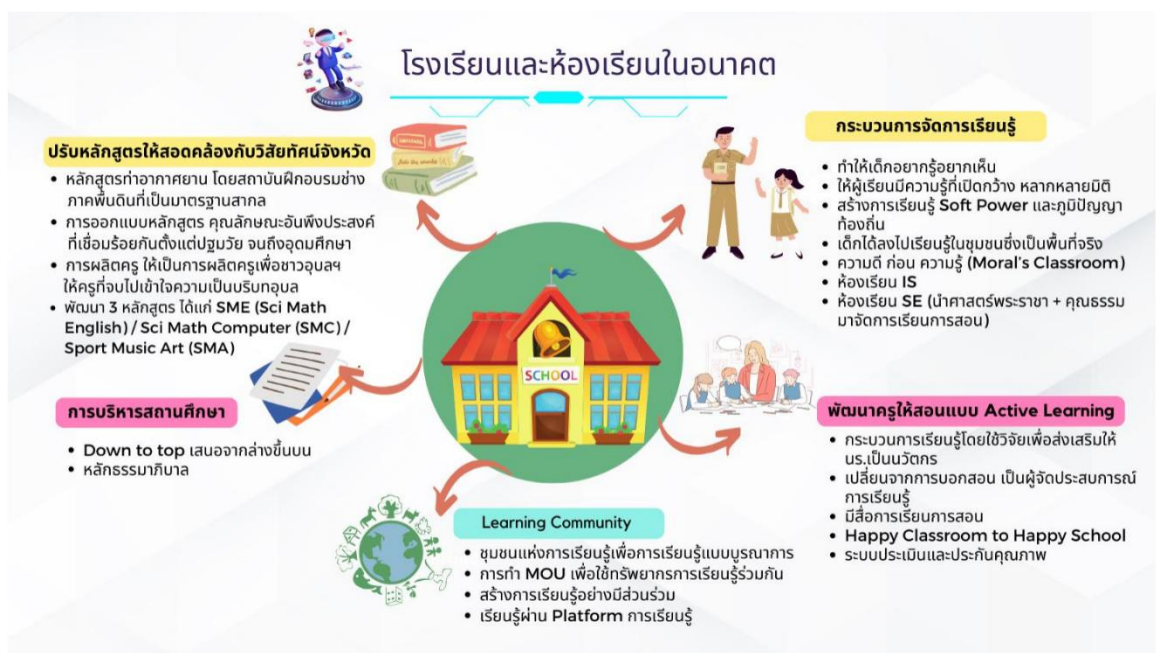 โรงเรียนและห้องเรียนในอนาคต
ปรับหลักสูตรให้สอดคล้องกับวิสัยทัศน์จังหวัด
• หลักสูตรท่าอากาศยาน โดยสถาบันฝึกอบรมช่าง
ภาคพื้นดินที่เป็นมาตรฐานสากล
• การออกแบบหลักสูตร คุณลักษณะอันพึงประสงค์
ที่เชื่อมร้อยกันตั้งแต่ปฐมวัย จนถึงอุดมศึกษา
• การผลิตครู ให้เป็นการผลิตครูเพื่อชาวอุบลฯ
ให้ครูที่จบไปเข้าใจความเป็นบริบทอุบล
• พัฒนา 3 หลักสูตร ได้แก่ SME (Sci Math
English) / Sci Math Computer (SMC) /
Sport Music Art (SMA)
การบริหารสถานศึกษา
• Down to top เสนอจากล่างขึ้นบน
• หลักธรรมาภิบาล
SCHOOL
Learning Community
• ชุมชนแห่งการเรียนรู้เพื่อการเรียนรู้แบบบูรณาการ
• การทำ MOU เพื่อใช้ทรัพยากรการเรียนรู้ร่วมกัน
• สร้างการเรียนรู้อย่างมีส่วนร่วม
• เรียนรู้ผ่าน Platform การเรียนรู้
กระบวนการจัดการเรียนรู้
• ทำให้เด็กอยากรู้อยากเห็น
• ให้ผู้เรียนมีความรู้ที่เปิดกว้าง หลากหลายมิติ
• สร้างการเรียนรู้ Soft Power และภูมิปัญญา
ท้องถิ่น
• เด็กได้ลงไปเรียนรู้ในชุมชนซึ่งเป็นพื้นที่จริง
• ความดี ก่อน ความรู้ (Moral's Classroom)
• ห้องเรียน IS
• ห้องเรียน SE (นำศาสตร์พระราชา + คุณธรรม
มาจัดการเรียนการสอน)
พัฒนาครูให้สอนแบบ Active Learning
• กระบวนการเรียนรู้โดยใช้วิจัยเพื่อส่งเสริมให้
นร.เป็นนวัตกร
• เปลี่ยนจากการบอกสอน เป็นผู้จัดประสบการณ์
การเรียนรู้
• มีสื่อการเรียนการสอน
• Happy Classroom to Happy School
• ระบบประเมินและประกันคุณภาพ